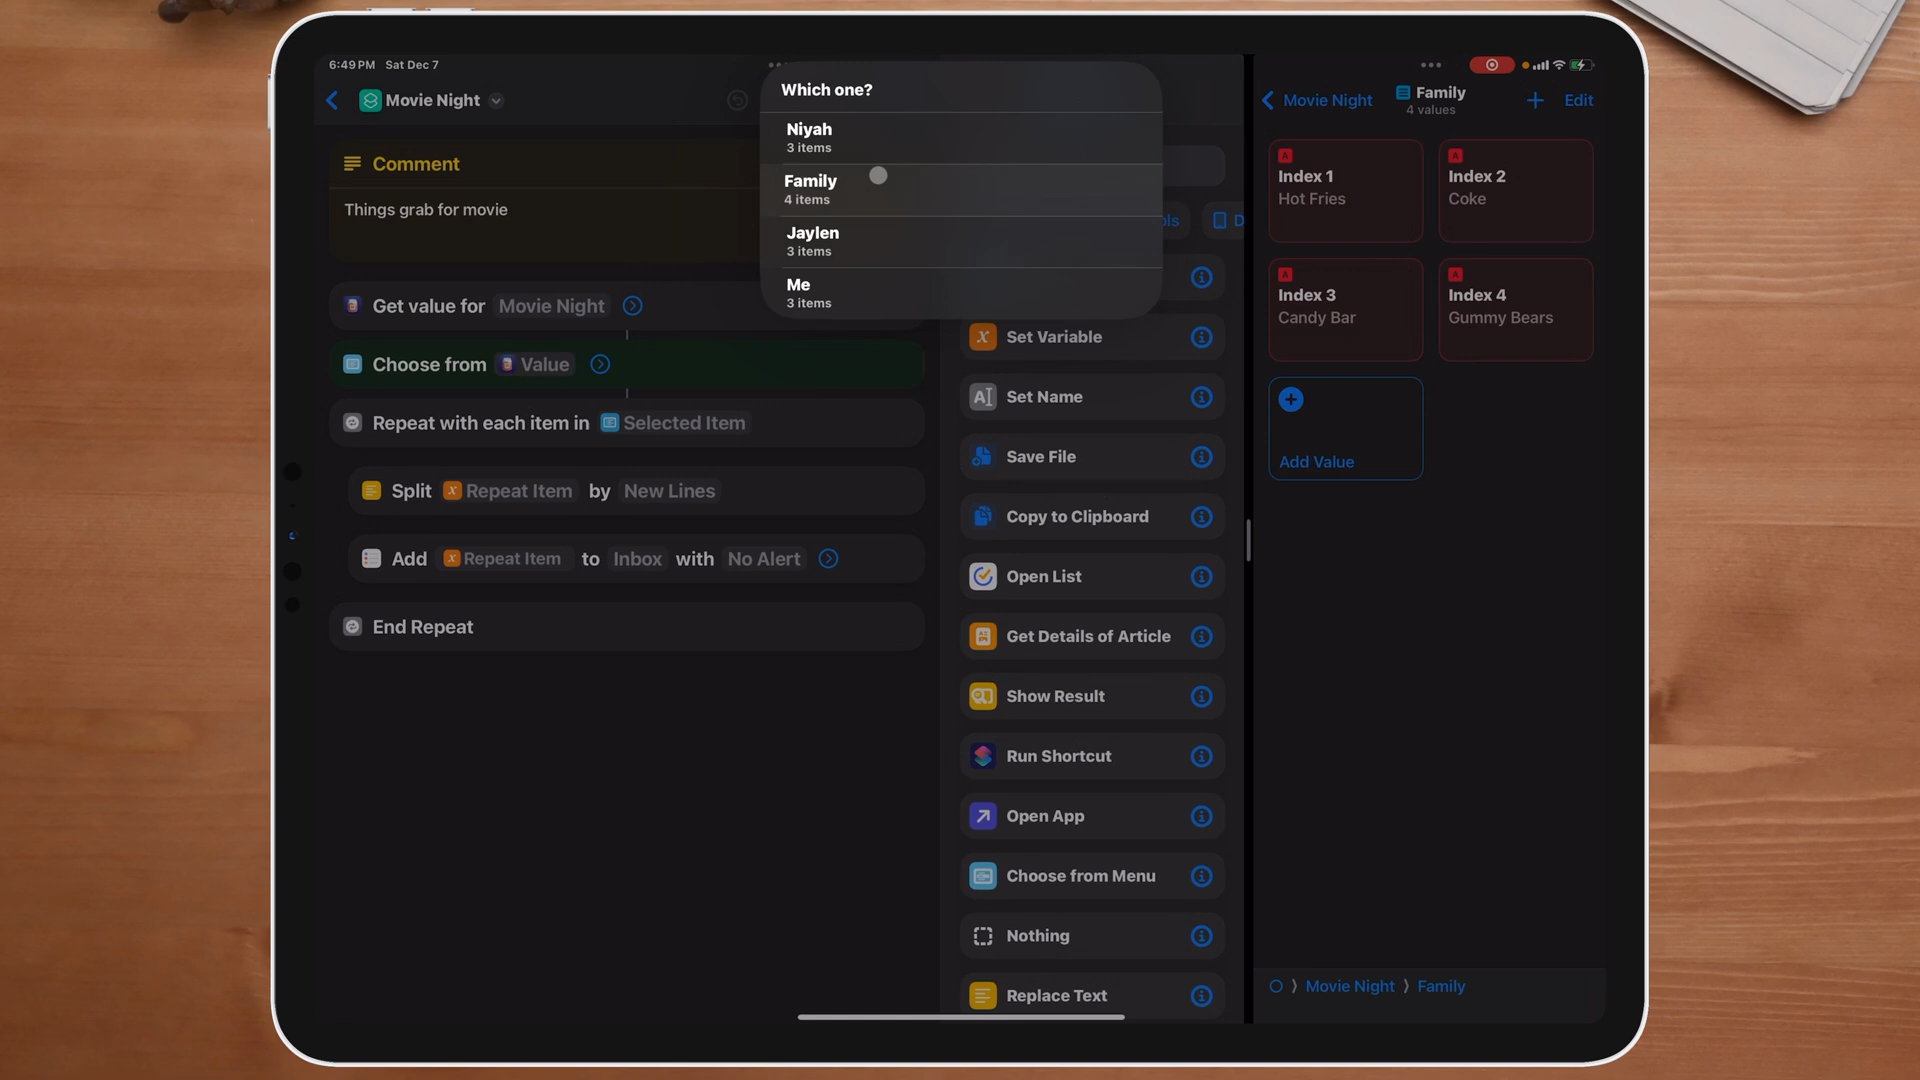 6:49 PM Sat Dec 7
Movie Night
Comment
Things grab for movie
Get value for Movie Night
Choose from Value
Repeat with each item in Selected Item
Split Repeat Item by New Lines
Add Repeat Item to Inbox with No Alert
End Repeat
Which one?
Niyah
3 items
Family
4 items
Jaylen
3 items
Me
3 items
ols
D
Set Variable
Set Name
Save File
Copy to Clipboard
Open List
Get Details of Article
Show Result
Run Shortcut
Open App
Choose from Menu
Nothing
Replace Text
Movie Night
Family
4 values
Edit
A
Index 1
Hot Fries
A
Index 2
Coke
A
Index 3
Candy Bar
A
Index 4
Gummy Bears
Add Value
Movie Night
Family